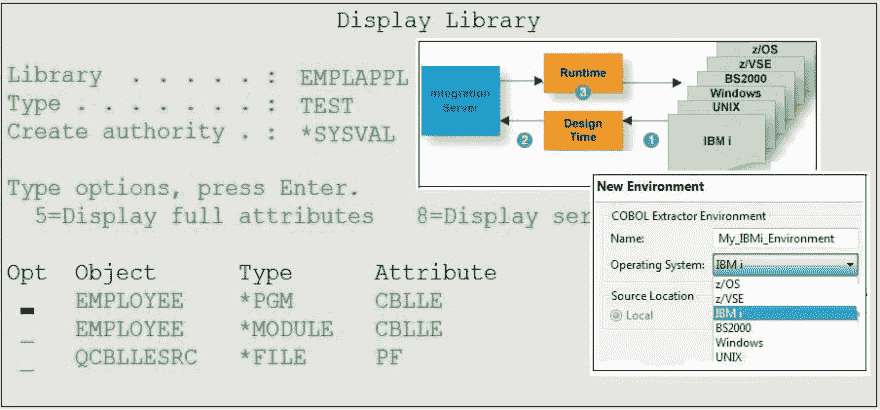 Display Library
Library . . . . . : EMPLAPPL
Type . . . . . . . : TEST
Create authority . : *SYSVAL
Type options, press Enter.
5=Display full attributes 8=Display ser
Opt Object Type Attribute
EMPLOYEE *PGM CBLLE
_ EMPLOYEE *MODULE CBLLE
_ QCBLLESRC *FILE PF
Integration
Server
Runtime
3
Design
Time
2
1
z/OS
z/VSE
BS2000
Windows
UNIX
IBM i
New Environment
COBOL Extractor Environment
Name: My_IBMi_Environment
Operating System: IBM i
z/OS
z/VSE
IBM i
BS2000
Windows
UNIX
Source Location
Local